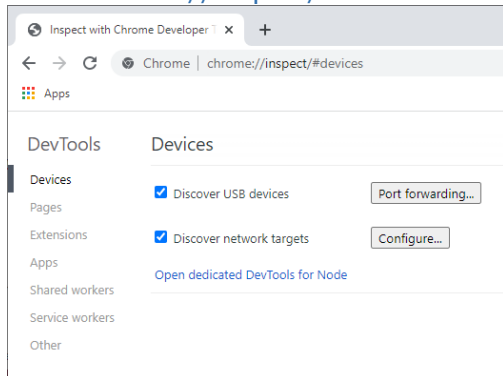 Inspect with Chrome Developer T
Chrome | chrome://inspect/#devices
Apps
DevTools
Devices
Pages
Extensions
Apps
Shared workers
Service workers
Other
Devices
Discover USB devices
Port forwarding...
Discover network targets
Configure...
Open dedicated DevTools for Node